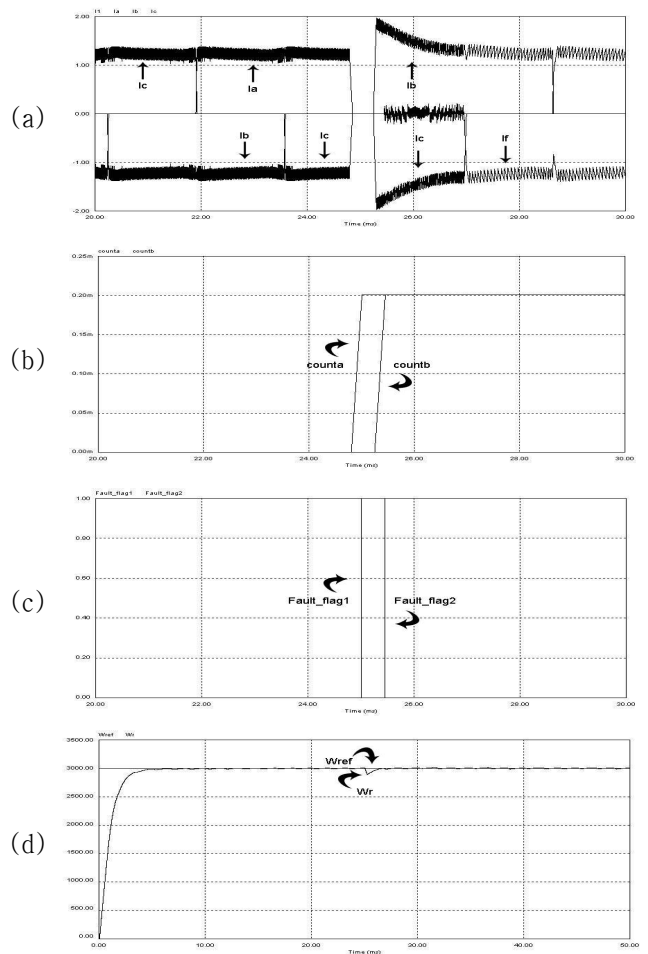 If Ia Ib Ic
2.00
1.00
Ic
Ia
Ib
(a)
0.00
Ib
Ic
Ic
If
-1.00
-2.00
20.00 22.00 24.00 26.00 28.00 30.00
Time (ms)
counta countb
0.25m
0.20m
0.15m
(b)
counta
countb
0.10m
0.05m
0.00m
20.00 22.00 24.00 26.00 28.00 30.00
Time (ms)
Fault_flag1 Fault_flag2
1.00
0.80
0.60
(c)
Fault_flag1
Fault_flag2
0.40
0.20
0.00
20.00 22.00 24.00 26.00 28.00 30.00
Time (ms)
Wref Wr
3500.00
3000.00
Wref
Wr
2500.00
2000.00
(d)
1500.00
1000.00
500.00
0.00
0.00 10.00 20.00 30.00 40.00 50.00
Time (ms)